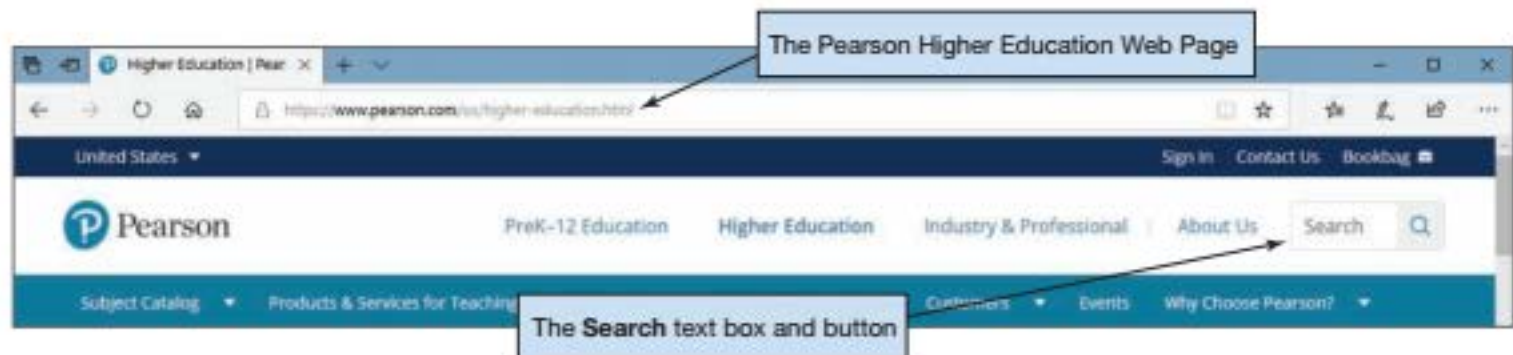 The Pearson Higher Education Web Page
Higher Education | Pear
https://www.pearson.com/us/higher-education.html
United States Sign In Contact Us Bookbag
Pearson PreK-12 Education Higher Education Industry & Professional | About Us Search
Subject Catalog Products & Services for Teaching Customers Events Why Choose Pearson?
The Search text box and button